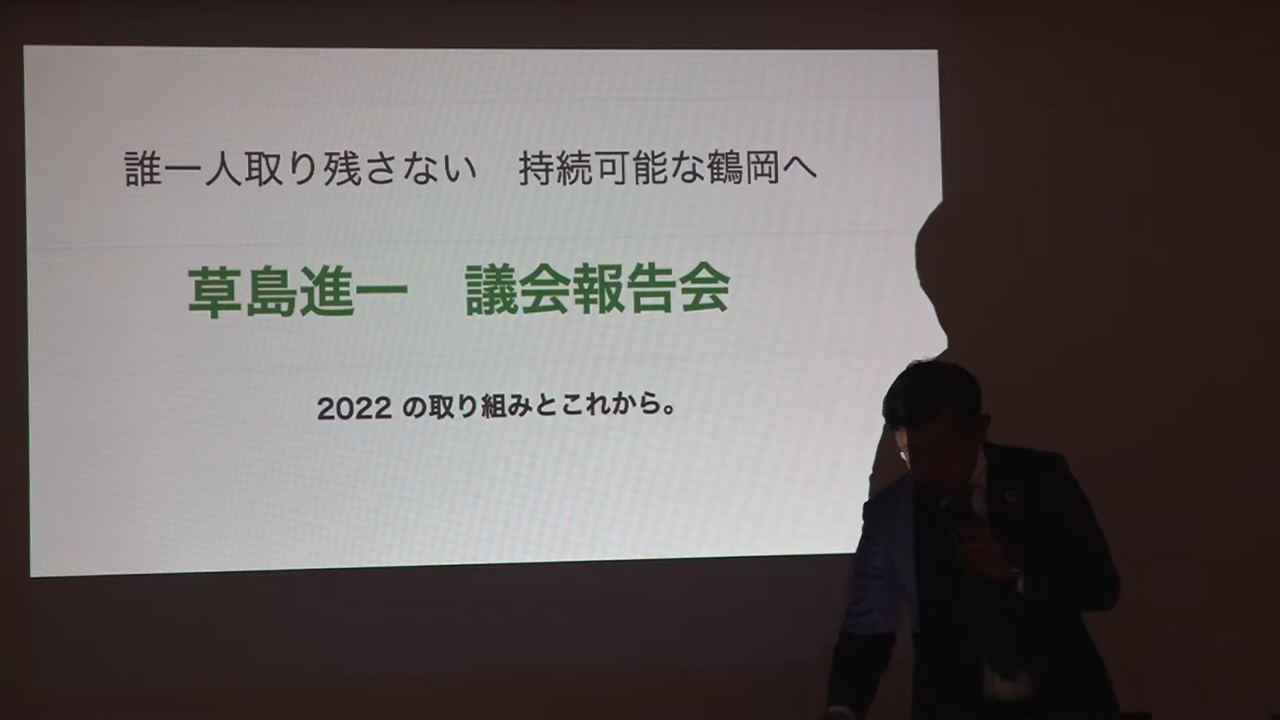 誰一人取り残さない　持続可能な鶴岡へ
草島進一　議会報告会
2022 の取り組みとこれから。